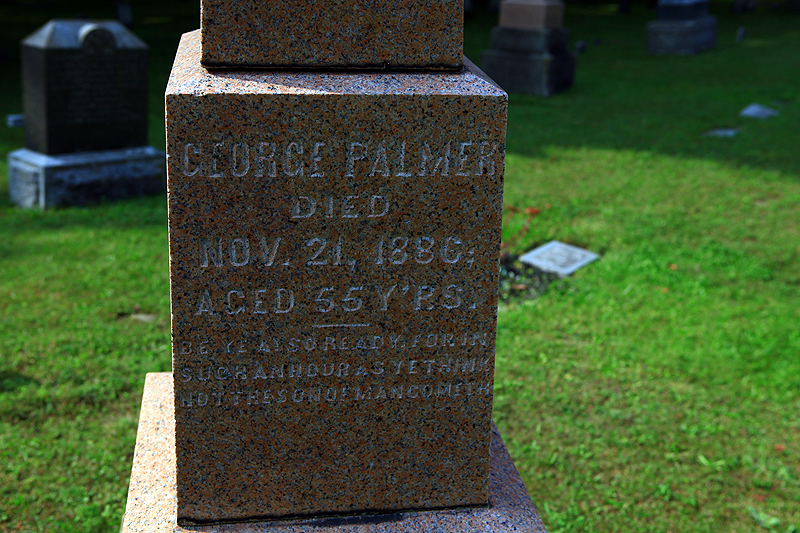 GEORGE PALMER
DIED
NOV. 21, 1886;
AGED 55 Y'RS.
BE YE ALSO READY, FOR IN
SUCH AN HOUR AS YE THINK
NOT THE SON OF MAN COMETH